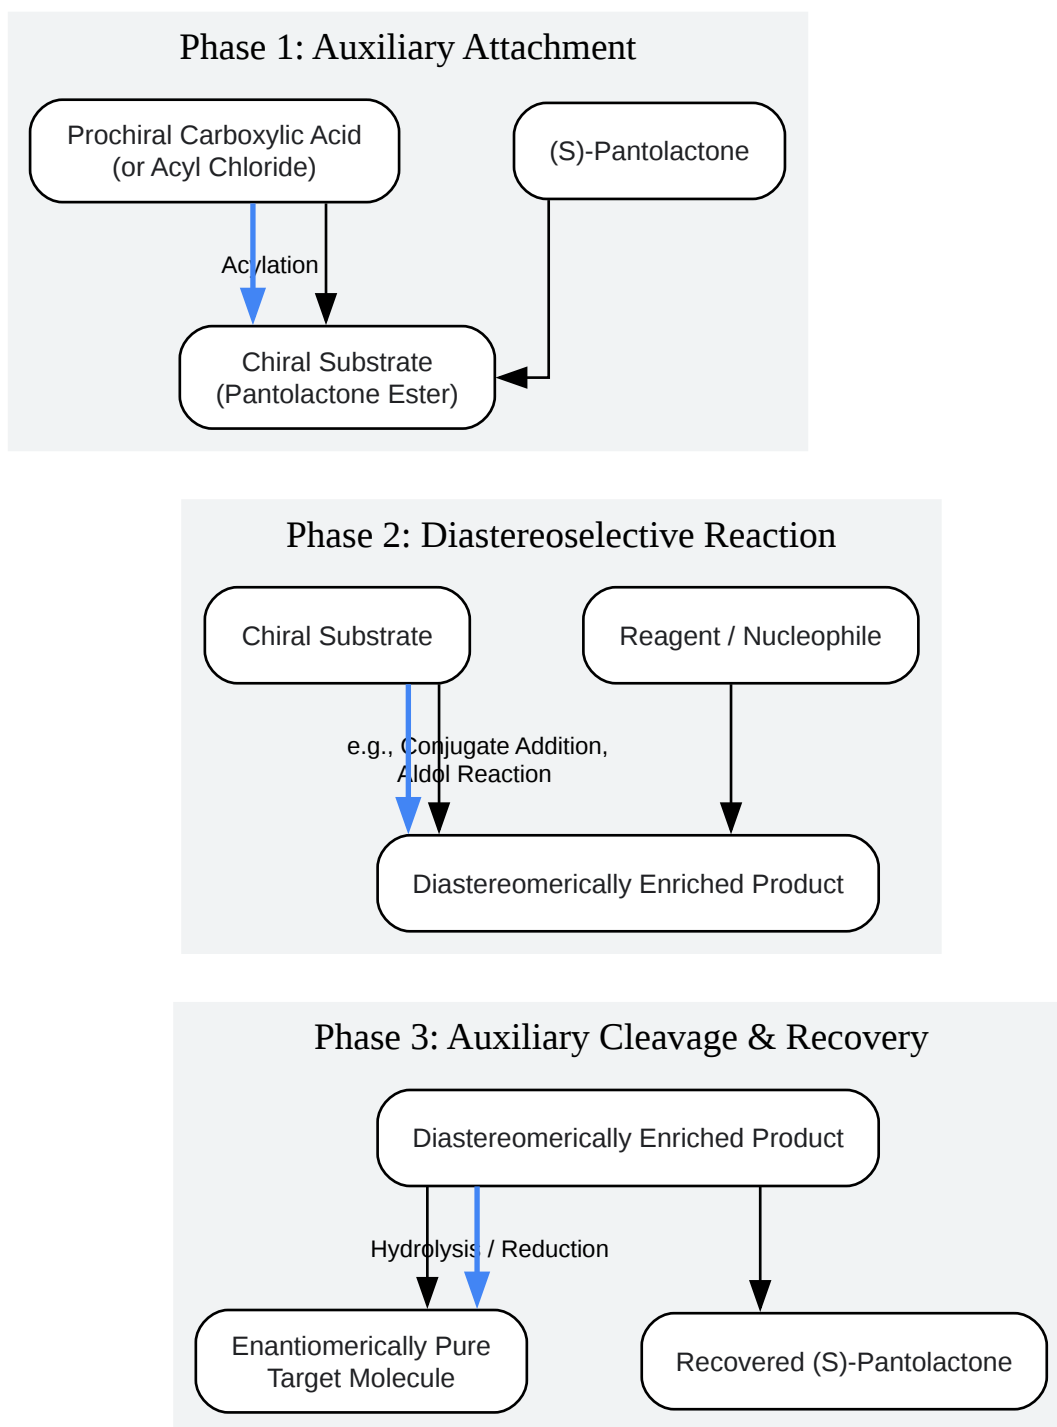 Phase 1: Auxiliary Attachment
Prochiral Carboxylic Acid
(or Acyl Chloride)
(S)-Pantolactone
Acylation
Chiral Substrate
(Pantolactone Ester)
Phase 2: Diastereoselective Reaction
Chiral Substrate
Reagent / Nucleophile
e.g., Conjugate Addition,
Aldol Reaction
Diastereomerically Enriched Product
Phase 3: Auxiliary Cleavage & Recovery
Diastereomerically Enriched Product
Hydrolysis / Reduction
Enantiomerically Pure
Target Molecule
Recovered (S)-Pantolactone